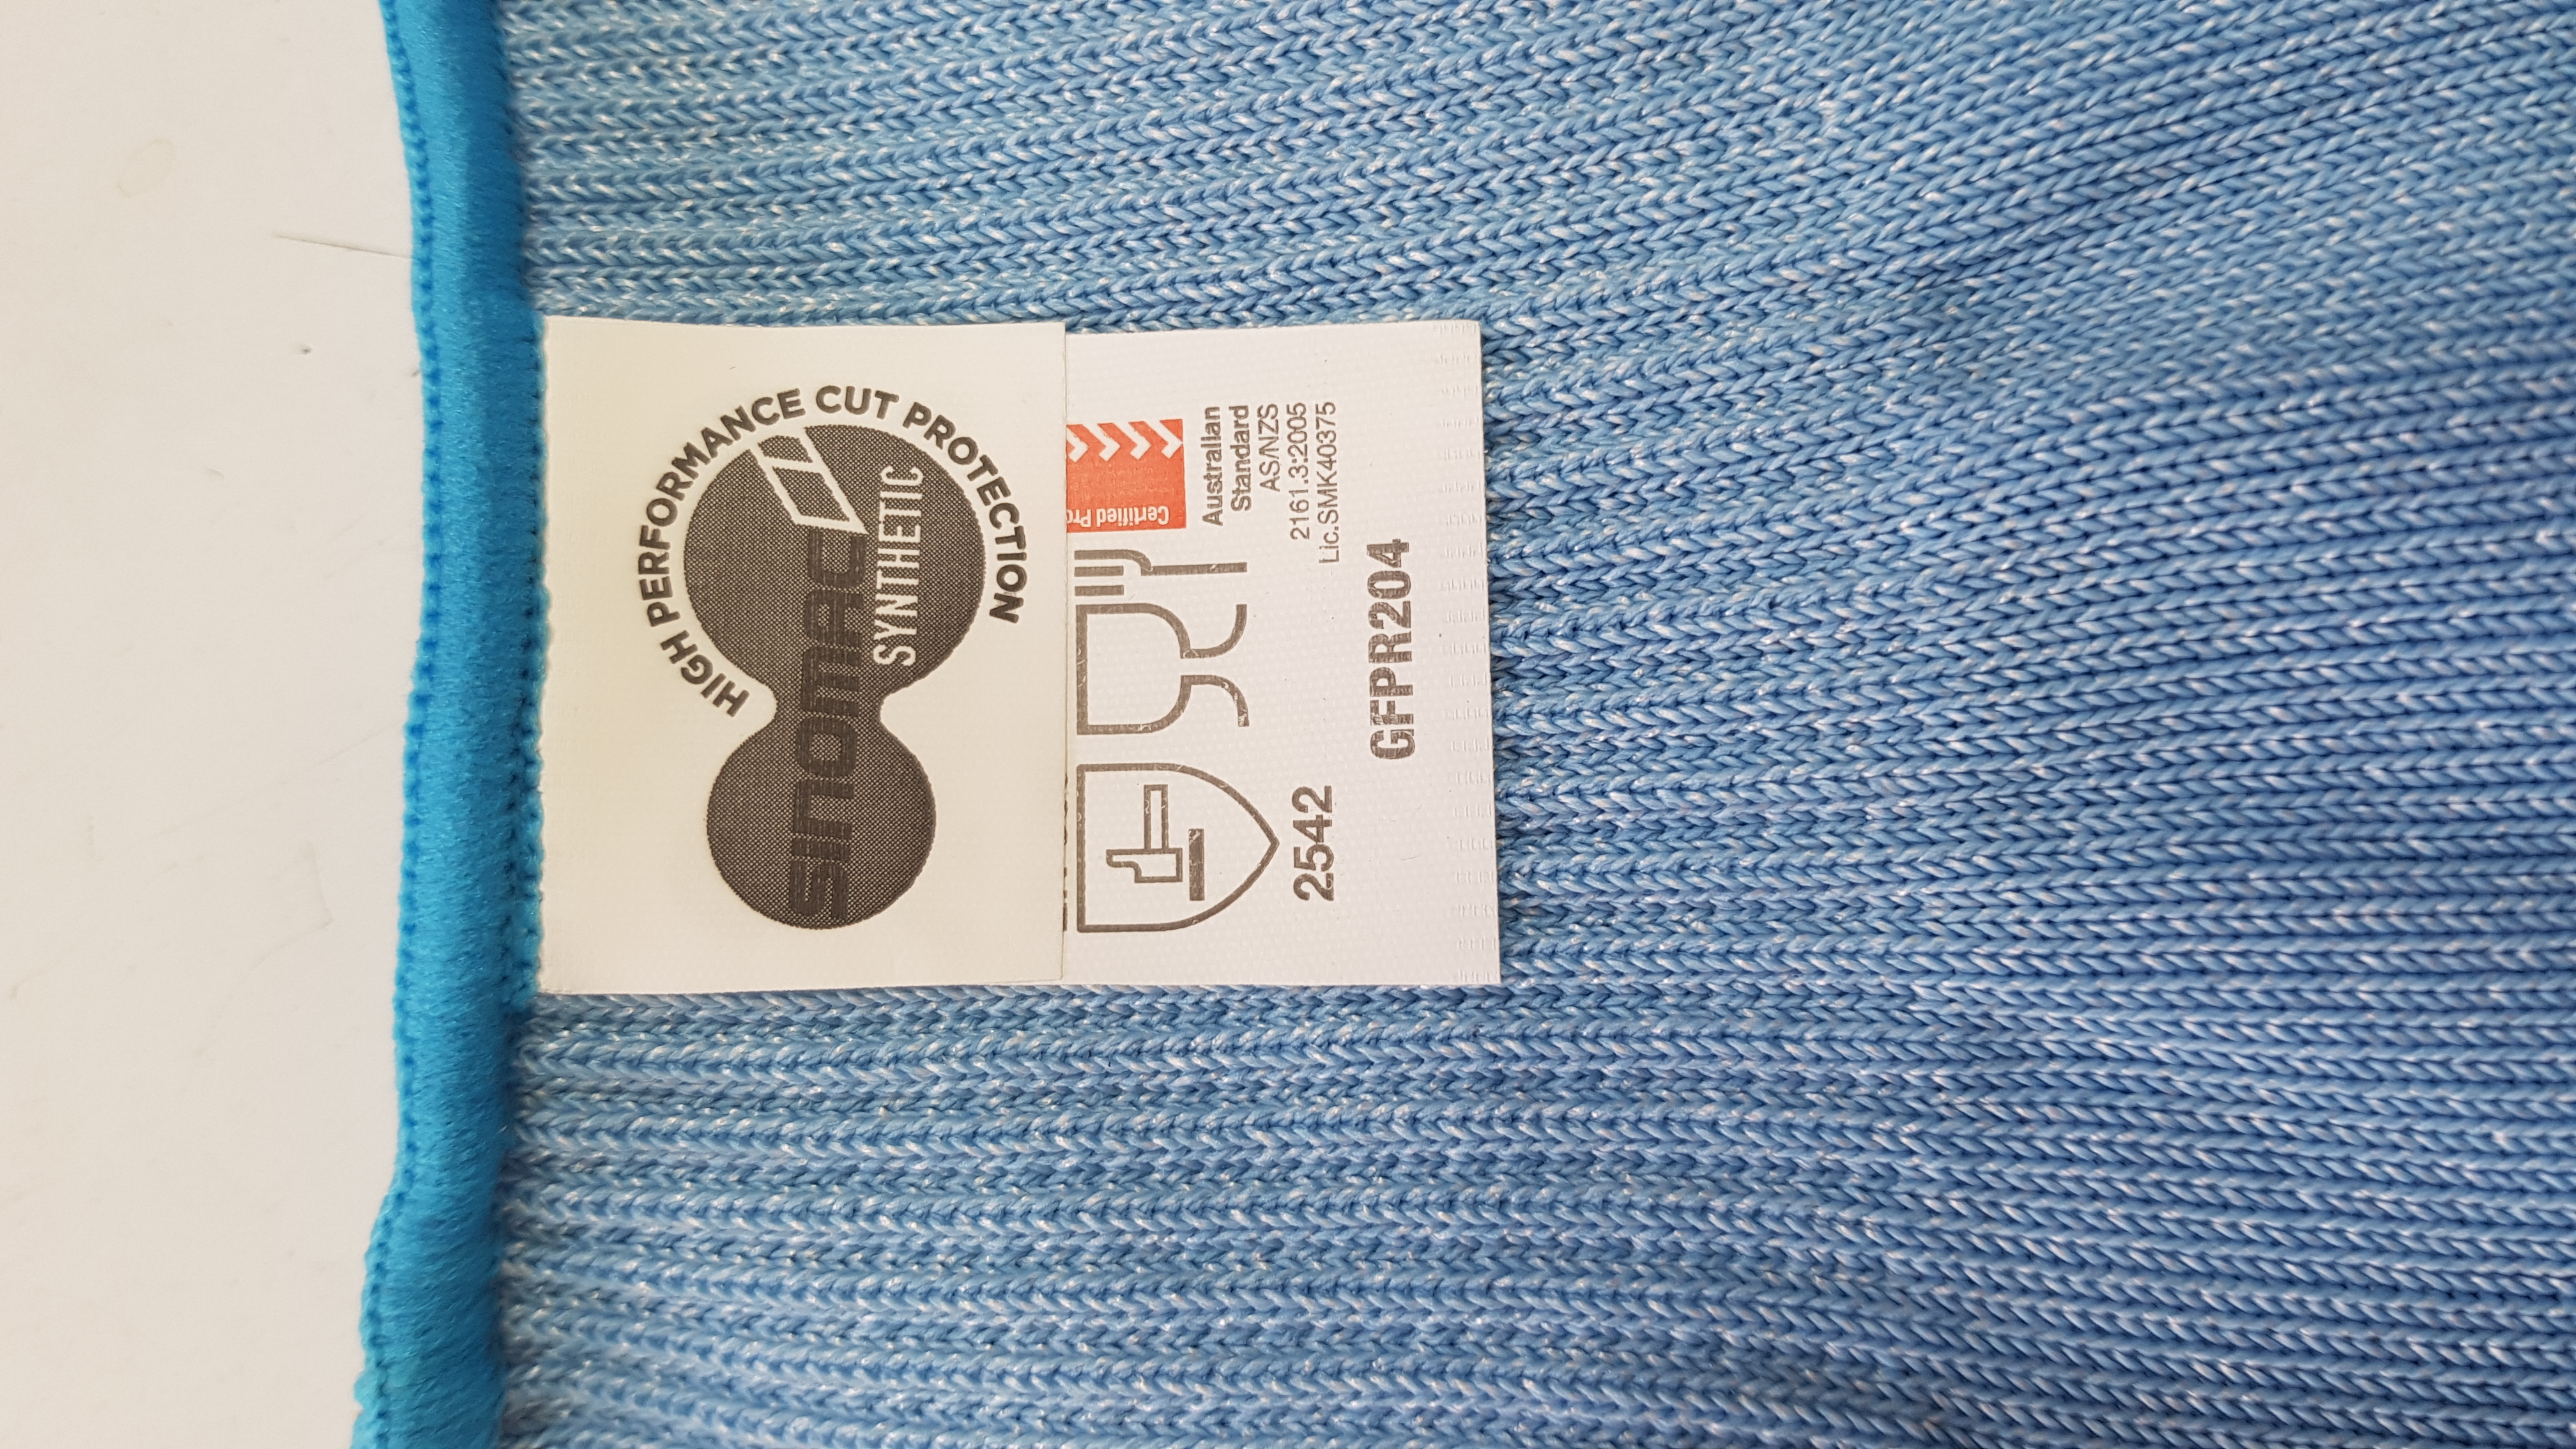 HIGH PERFORMANCE CUT PROTECTION
SINOMAC
SYNTHETIC
Certified Pro
Australian
Standard
AS/NZS
2161.3:2005
Lic.SMK40375
2542
GFPR204